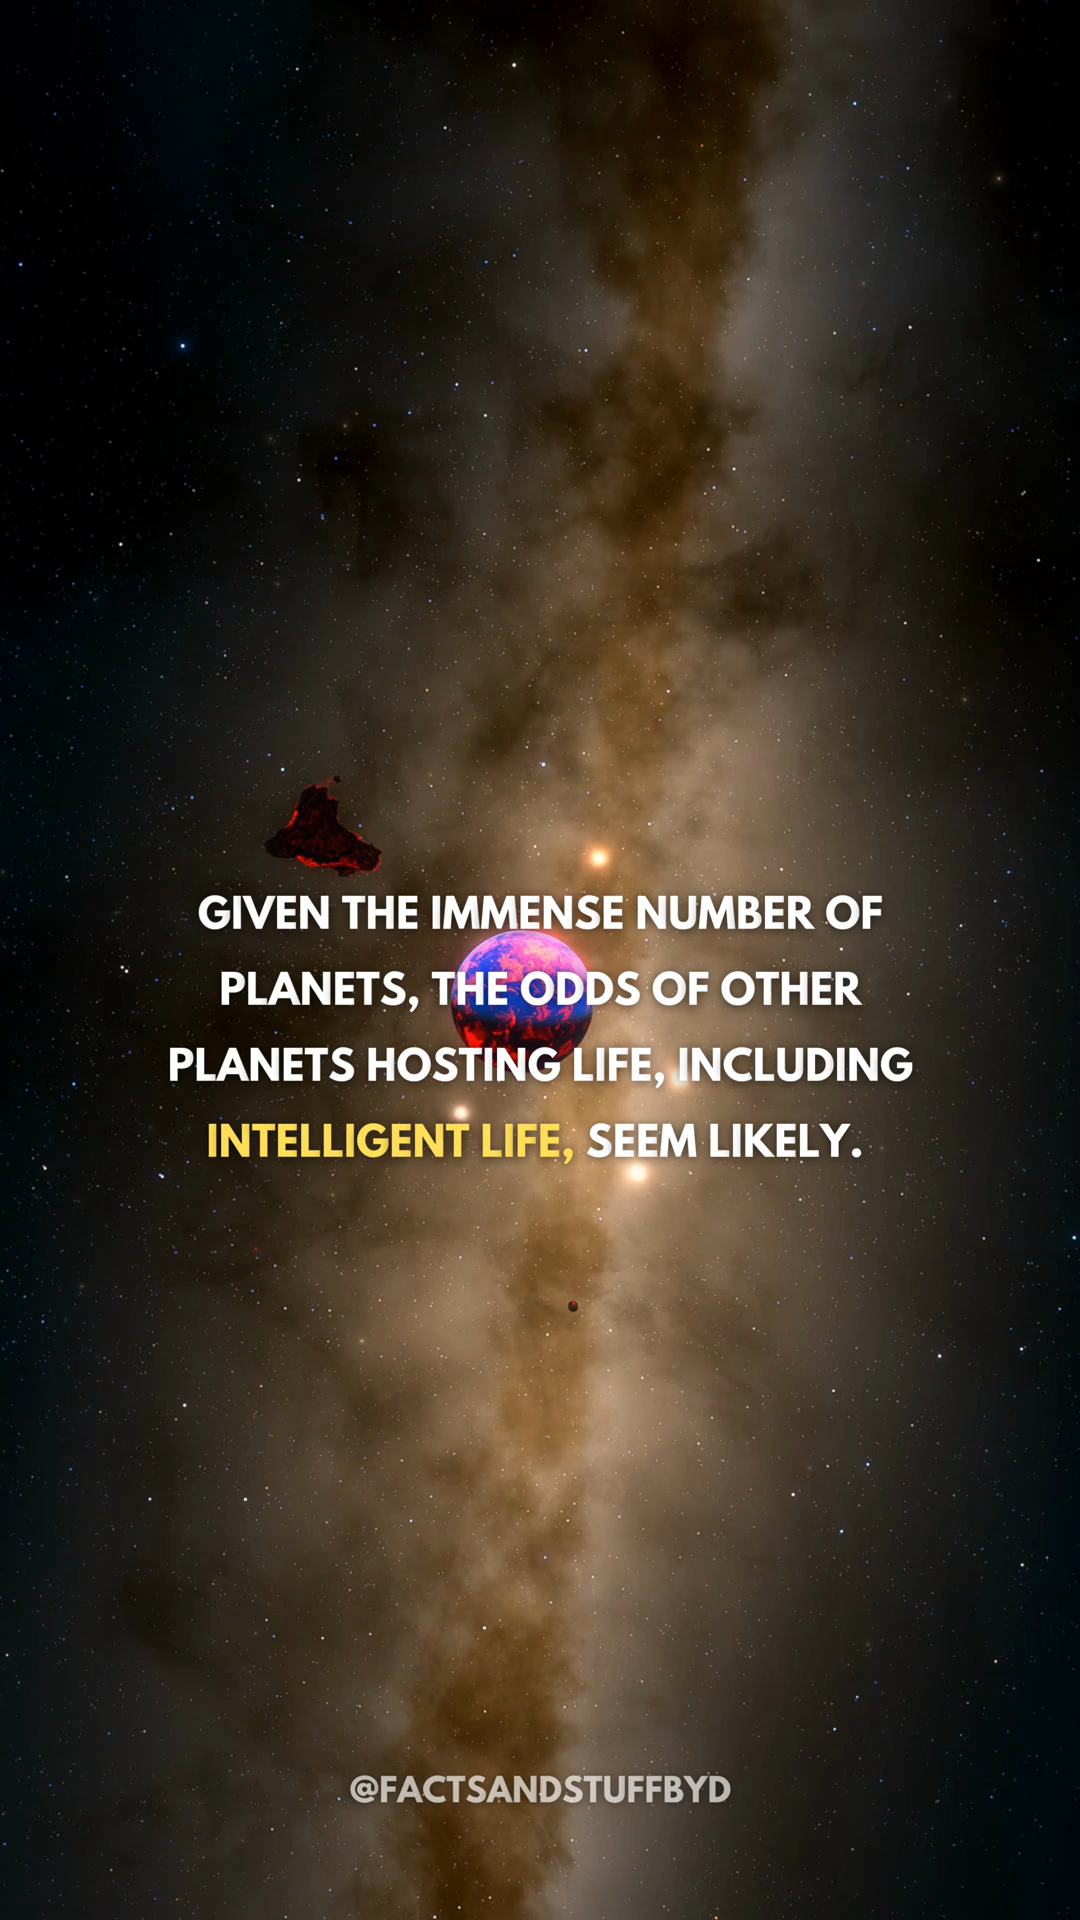 GIVEN THE IMMENSE NUMBER OF
PLANETS, THE ODDS OF OTHER
PLANETS HOSTING LIFE, INCLUDING
INTELLIGENT LIFE, SEEM LIKELY.
@FACTSANDSTUFFBYD